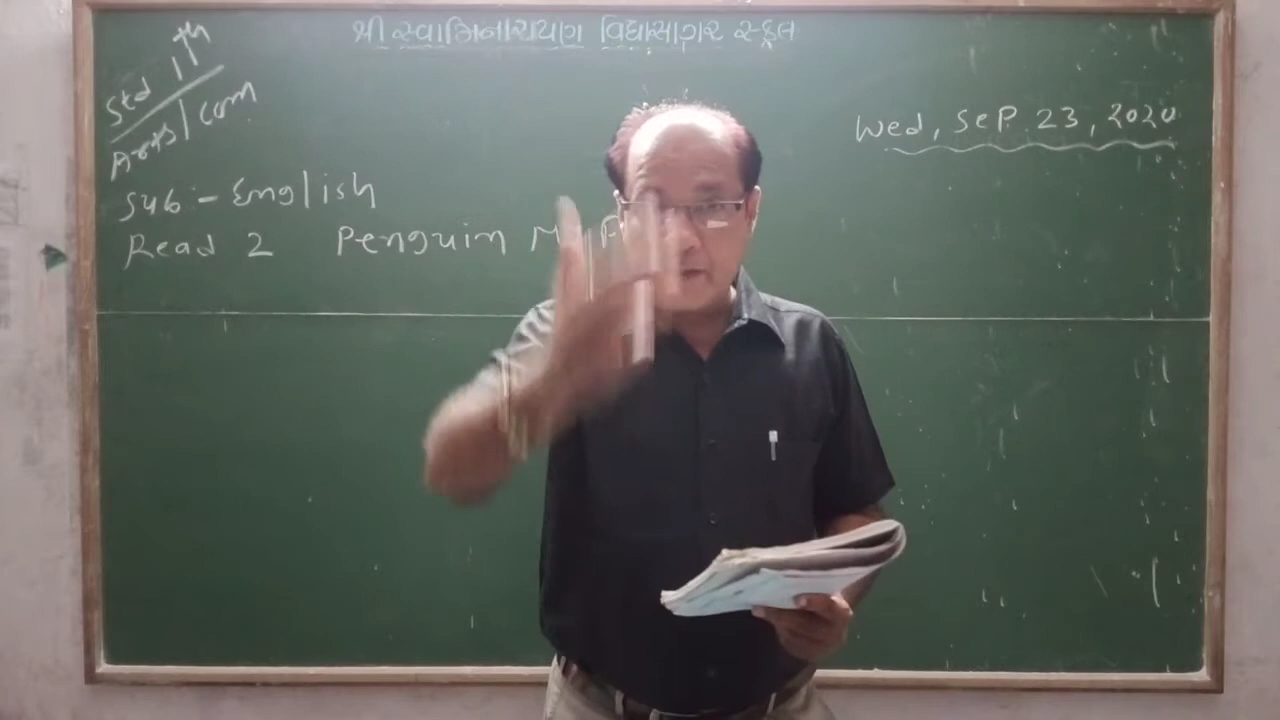 શ્રી સ્વામિનારાયણ વિદ્યાસાગર સ્કૂલ
Std 11th
Arts/com
Wed, Sep 23, 2020
Sub - English
Read 2 Penguin